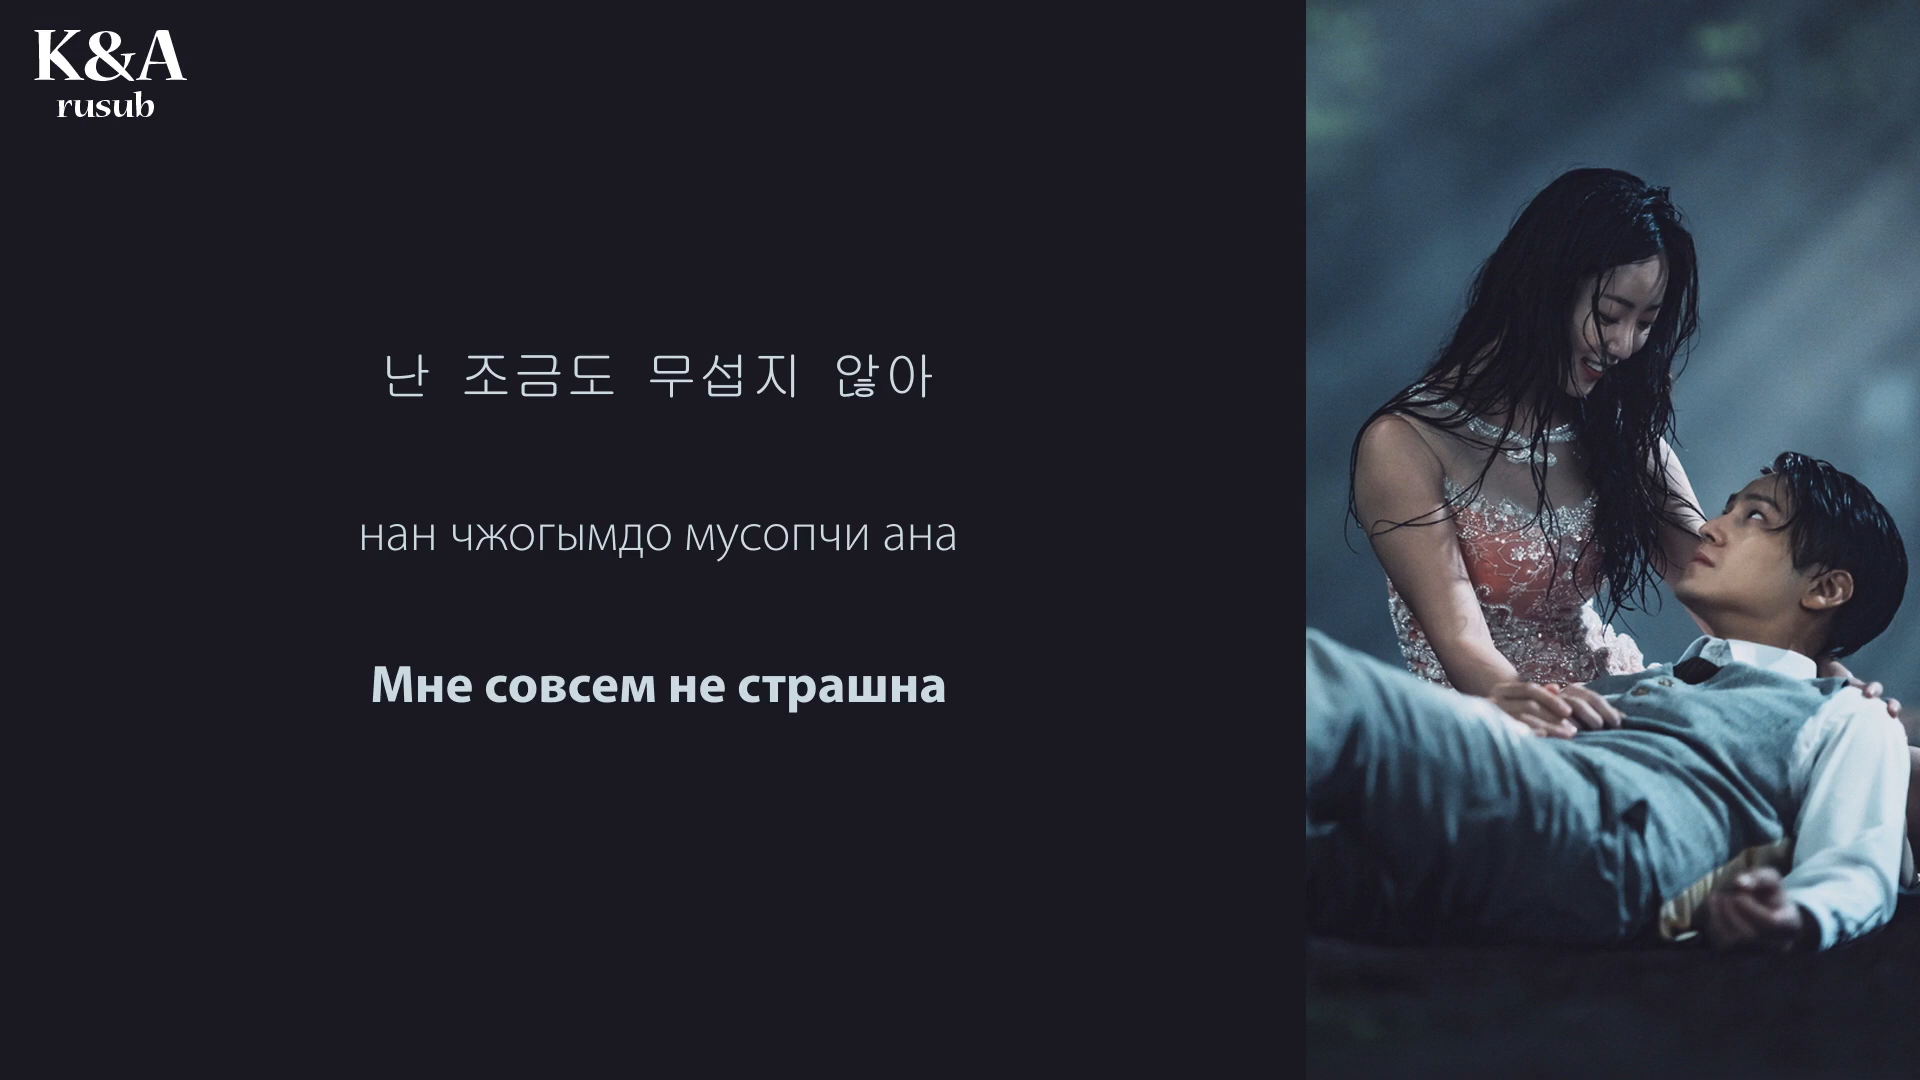 K&A
rusub
난 조금도 무섭지 않아
нан чжогымдо мусопчи ана
Мне совсем не страшна